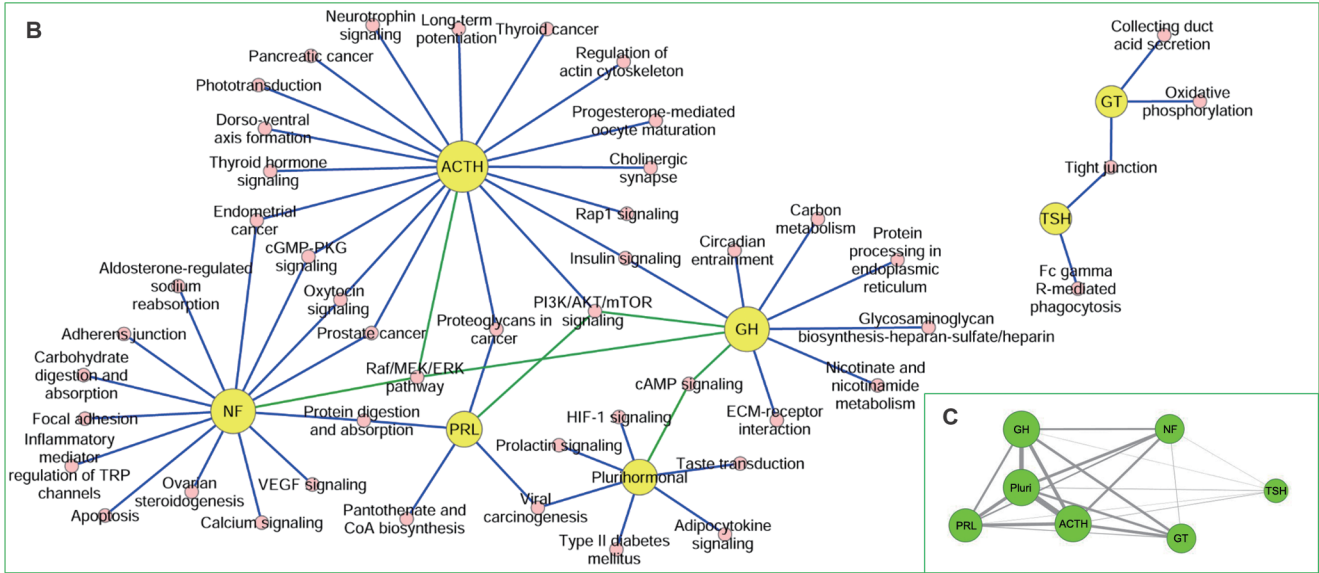 B
Neurotrophin
signaling
Long-term
potentiation
Thyroid cancer
Pancreatic cancer
Regulation of
actin cytoskeleton
Phototransduction
Dorso-ventral
axis formation
Progesterone-mediated
oocyte maturation
ACTH
Thyroid hormone
signaling
Cholinergic
synapse
Endometrial
cancer
Rap1 signaling
cGMP-PKG
signaling
Insulin signaling
Circadian
entrainment
Carbon
metabolism
Protein
processing in
endoplasmic
reticulum
Aldosterone-regulated
sodium
reabsorption
Oxytocin
signaling
PI3K/AKT/mTOR
signaling
Adherens junction
Prostate cancer
Proteoglycans in
cancer
GH
Glycosaminoglycan
biosynthesis-heparan-sulfate/heparin
Carbohydrate
digestion and
absorption
Raf/MEK/ERK
pathway
cAMP signaling
Nicotinate and
nicotinamide
metabolism
Focal adhesion
NF
Protein digestion
and absorption
PRL
HIF-1 signaling
ECM-receptor
interaction
Inflammatory
mediator
regulation of TRP
channels
Prolactin signaling
Plurihormonal
Taste transduction
Apoptosis
Ovarian
steroidogenesis
VEGF signaling
Calcium signaling
Pantothenate and
CoA biosynthesis
Viral
carcinogenesis
Type II diabetes
mellitus
Adipocytokine
signaling
Collecting duct
acid secretion
GT
Oxidative
phosphorylation
Tight junction
TSH
Fc gamma
R-mediated
phagocytosis
C
GH
NF
Pluri
TSH
PRL
ACTH
GT